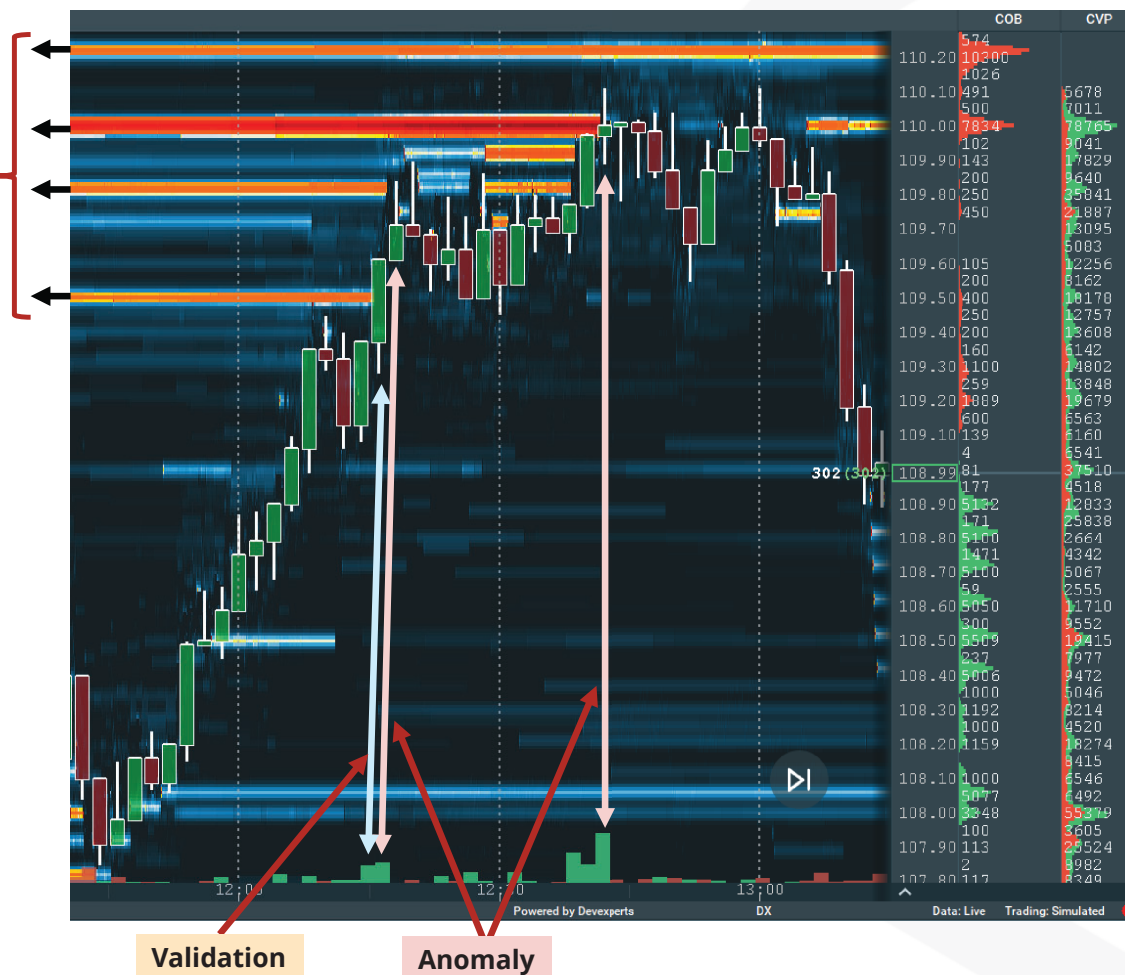 COB CVP
574
110.20 10300
1026
110.10 491 5678
500 7011
110.00 7834 78765
102 9041
109.90 143 17829
200 9640
109.80 250 35641
450 21887
109.70 13095
5083
109.60 105 12256
200 8162
109.50 400 18178
250 12757
109.40 200 13608
160 6142
109.30 1100 14802
259 13848
109.20 19679
600 6563
109.10 139 6160
4 6541
302 (302) 108.99 81 37510
177 4518
108.90 5132 12833
171 25838
108.80 5100 2664
1471 4342
108.70 5100 5067
59 2555
108.60 5050 11710
300 9552
108.50 5509 19415
237 7977
108.40 5006 9472
1000 5046
108.30 1192 8214
1000 4520
108.20 1159 18274
8415
108.10 1000 6546
5077 6492
108.00 3348
100 3605
107.90 113 20524
2 9982
107.80 117 8349
12:00 12:30 13:00
Powered by Devexperts DX Data: Live Trading: Simulated
Validation Anomaly